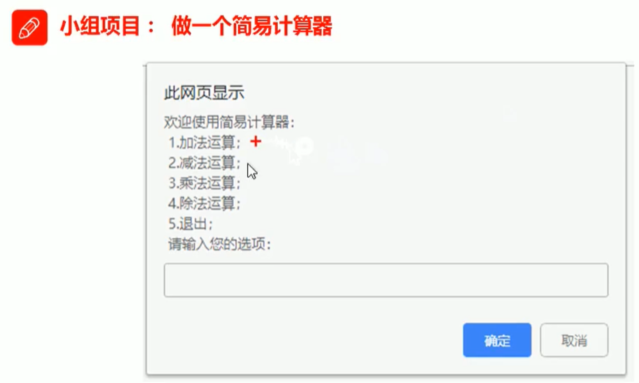 小组项目： 做一个简易计算器
此网页显示
欢迎使用简易计算器：
1.加法运算；
2.减法运算；
3.乘法运算；
4.除法运算；
5.退出；
请输入您的选项：
确定 取消